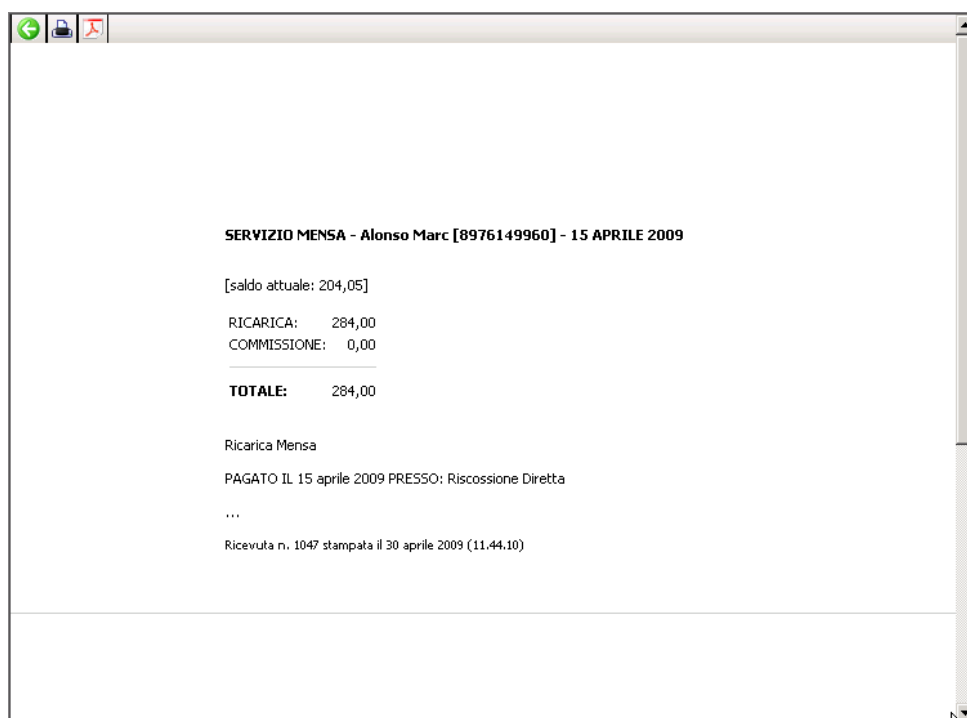 SERVIZIO MENSA - Alonso Marc [8976149960] - 15 APRILE 2009
[saldo attuale: 204,05]
RICARICA: 284,00
COMMISSIONE: 0,00
TOTALE: 284,00
Ricarica Mensa
PAGATO IL 15 aprile 2009 PRESSO: Riscossione Diretta
...
Ricevuta n. 1047 stampata il 30 aprile 2009 (11.44.10)